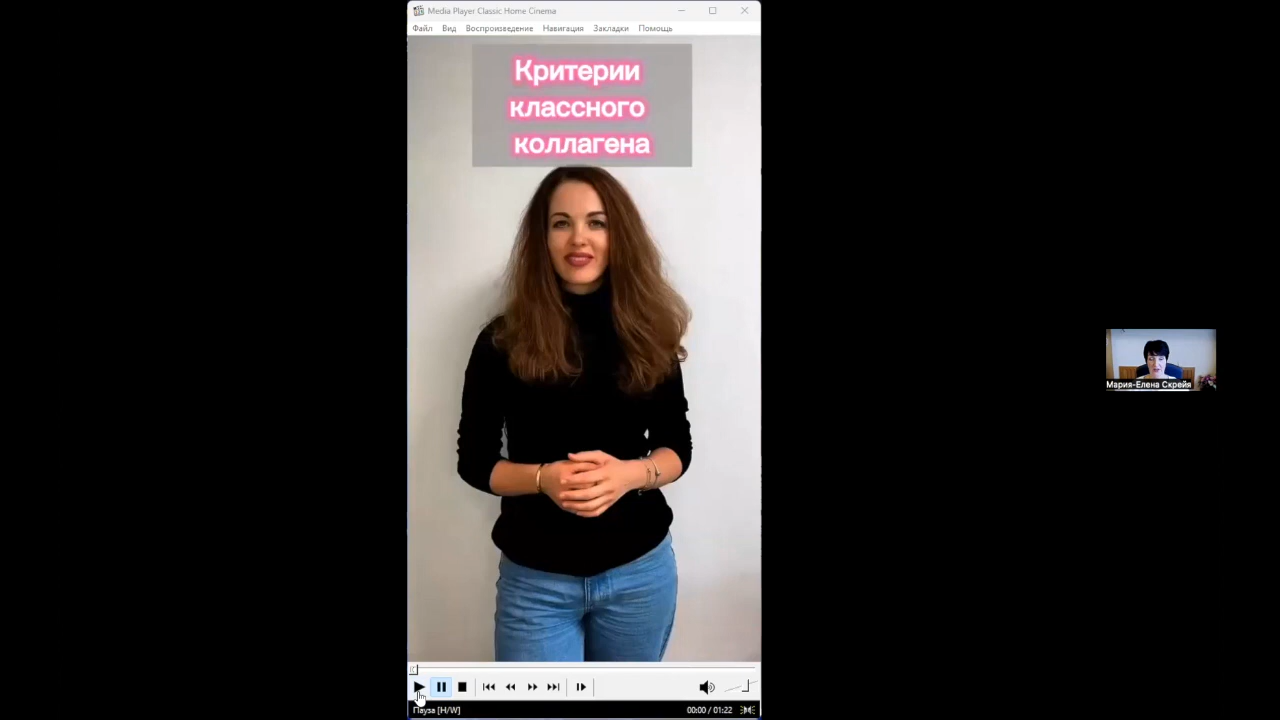 Media Player Classic Home Cinema
Файл Вид Воспроизведение Навигация Закладки Помощь
Критерии
классного
коллагена
Мария-Елена Скрейя
Пауза [H/W]
00:00 / 01:22